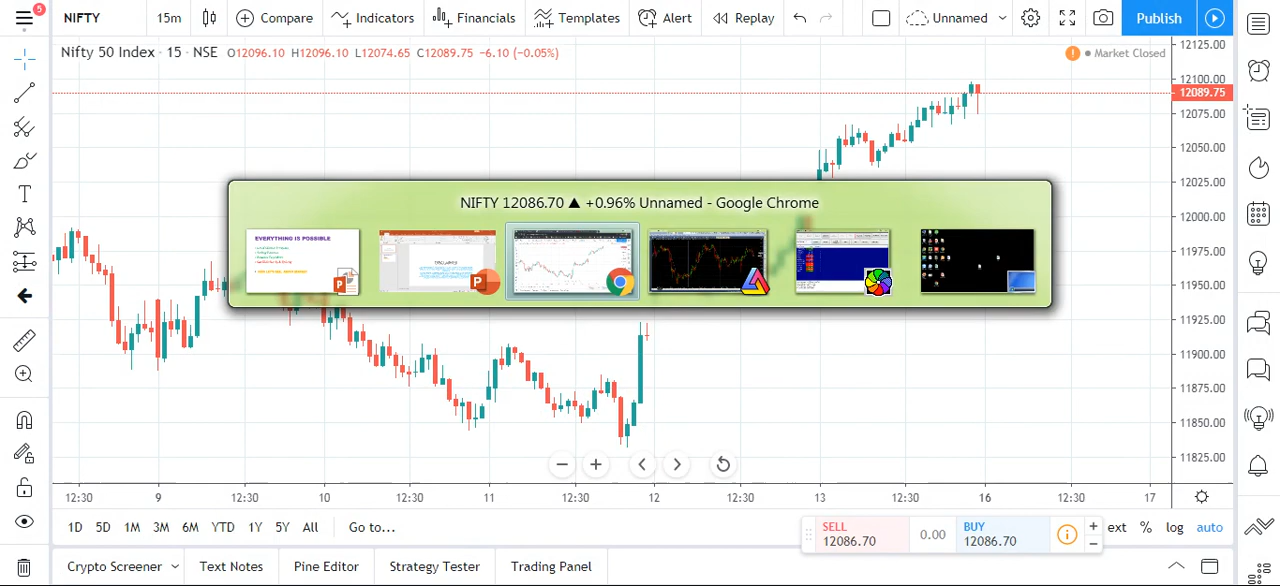 5
NIFTY 15m Compare Indicators Financials Templates Alert Replay Unnamed Publish
Nifty 50 Index · 15 · NSE O12096.10 H12096.10 L12074.65 C12089.75 −6.10 (−0.05%)
Market Closed
12125.00
12100.00
12089.75
12075.00
12050.00
12025.00
12000.00
11975.00
11950.00
11925.00
11900.00
11875.00
11850.00
11825.00
NIFTY 12086.70 ▲ +0.96% Unnamed - Google Chrome
EVERYTHING IS POSSIBLE
12:30 9 12:30 10 12:30 11 12:30 12 12:30 13 12:30 16 12:30 17
1D 5D 1M 3M 6M YTD 1Y 5Y All Go to...
SELL
12086.70
0.00
BUY
12086.70
ext % log auto
Crypto Screener Text Notes Pine Editor Strategy Tester Trading Panel